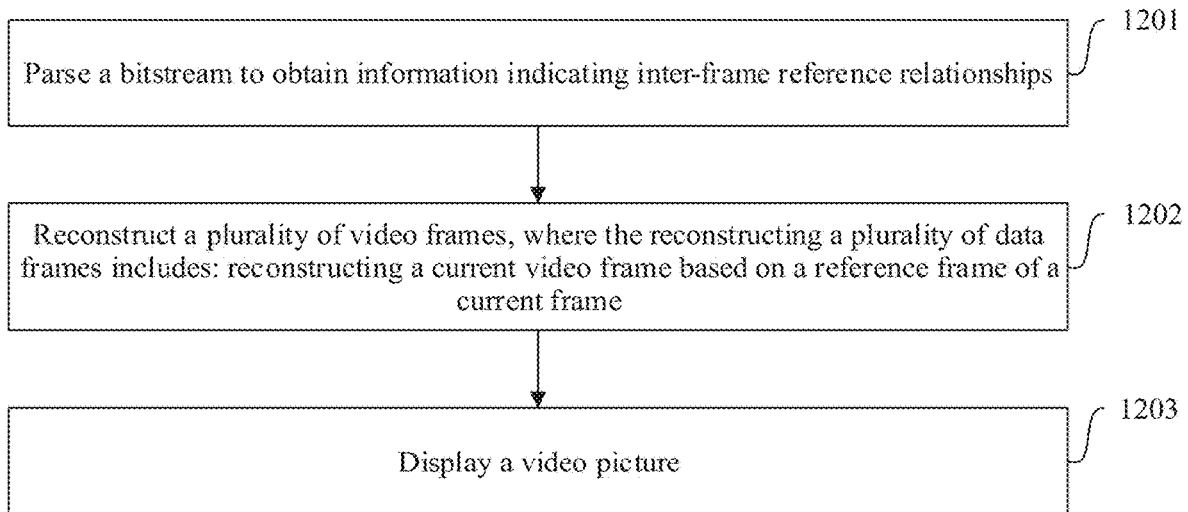 1201
Parse a bitstream to obtain information indicating inter-frame reference relationships
1202
Reconstruct a plurality of video frames, where the reconstructing a plurality of data
frames includes: reconstructing a current video frame based on a reference frame of a
current frame
1203
Display a video picture